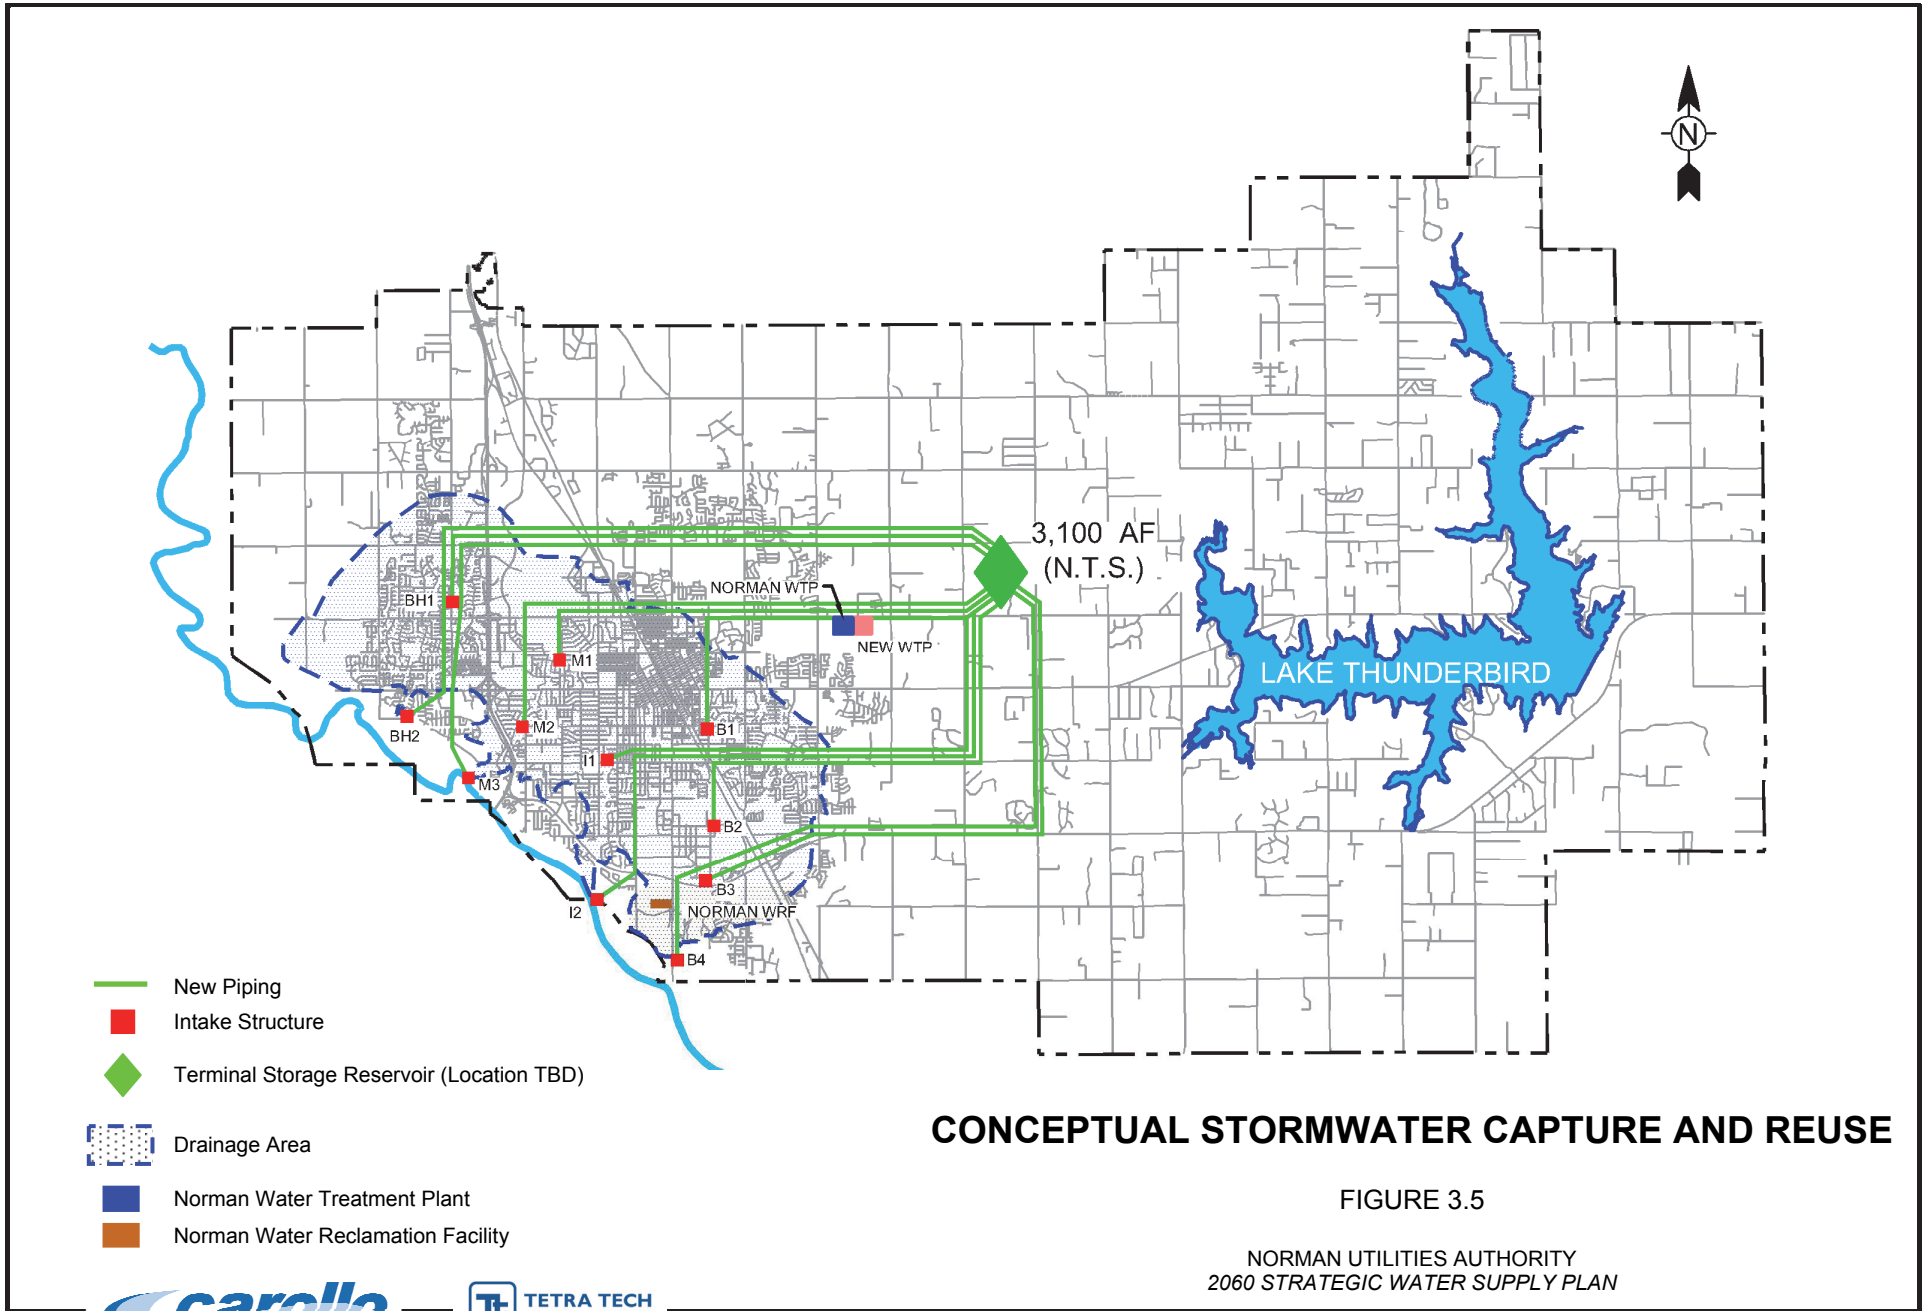 N
3,100 AF
(N.T.S.)
NORMAN WTP
NEW WTP
LAKE THUNDERBIRD
BH1
M1
BH2
M2
B1
I1
M3
B2
B3
I2
NORMAN WRF
B4
New Piping
Intake Structure
Terminal Storage Reservoir (Location TBD)
Drainage Area
Norman Water Treatment Plant
Norman Water Reclamation Facility
CONCEPTUAL STORMWATER CAPTURE AND REUSE
FIGURE 3.5
NORMAN UTILITIES AUTHORITY
2060 STRATEGIC WATER SUPPLY PLAN
carollo
Tt TETRA TECH